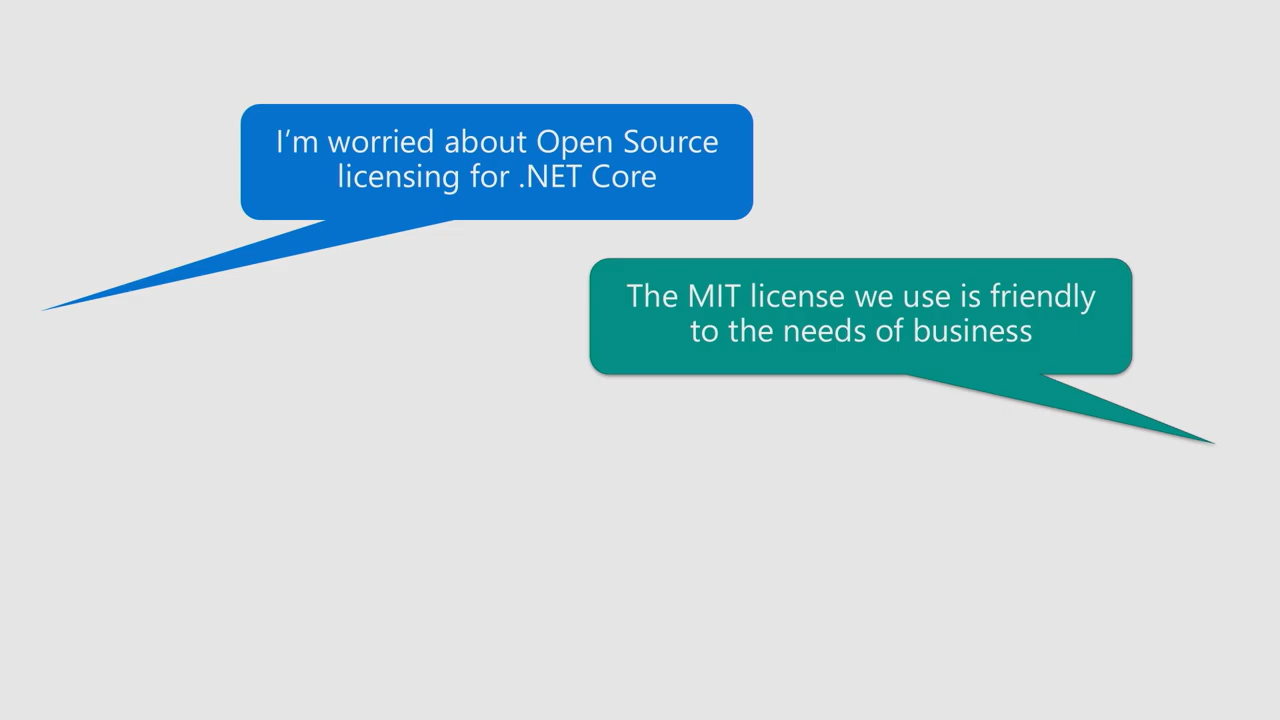 I’m worried about Open Source
licensing for .NET Core
The MIT license we use is friendly
to the needs of business